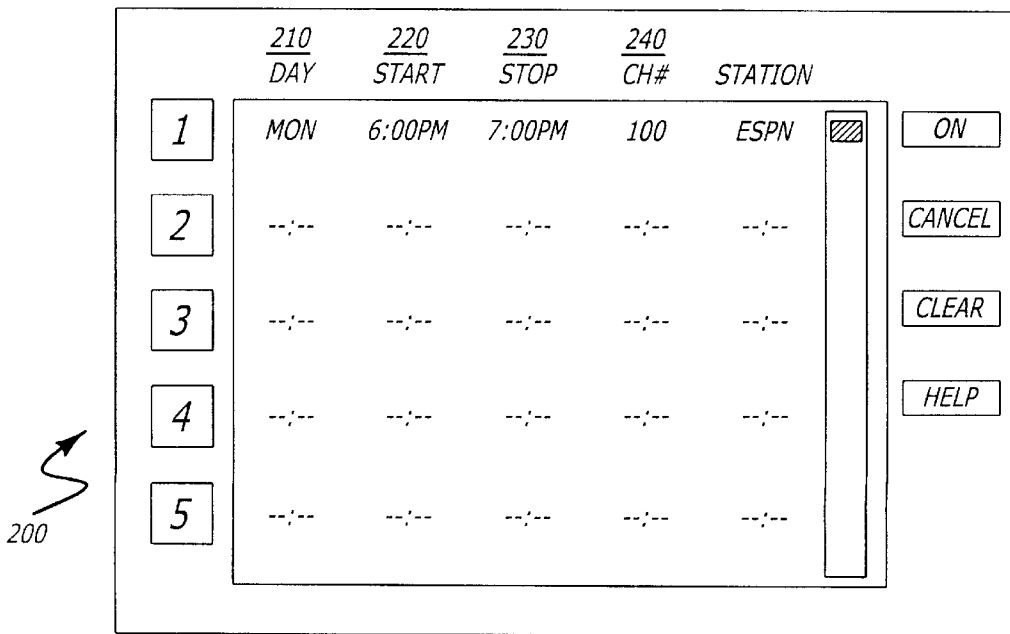 210 220 230 240
DAY START STOP CH# STATION
1 MON 6:00PM 7:00PM 100 ESPN ON
2 --:-- --:-- --:-- --:-- --:-- CANCEL
3 --:-- --:-- --:-- --:-- --:-- CLEAR
4 --:-- --:-- --:-- --:-- --:-- HELP
5 --:-- --:-- --:-- --:-- --:--
200